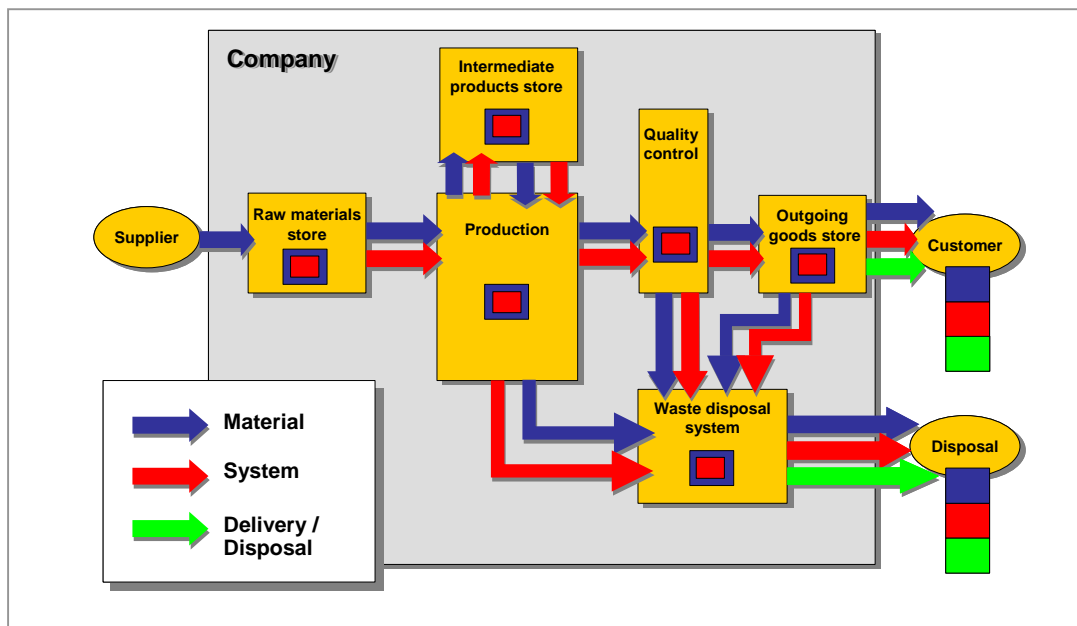 Company
Intermediate
products store
Quality
control
Supplier
Raw materials
store
Production
Outgoing
goods store
Customer
Waste disposal
system
Disposal
Material
System
Delivery /
Disposal